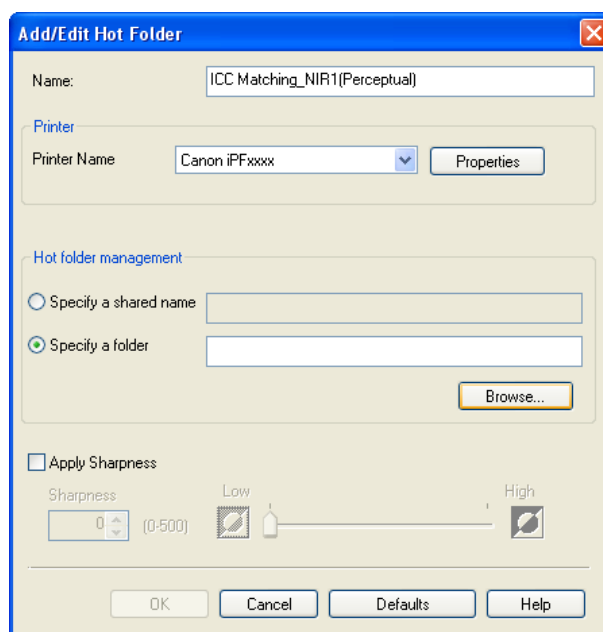 Add/Edit Hot Folder
Name: ICC Matching_NIR1(Perceptual)
Printer
Printer Name Canon iPFxxxx Properties
Hot folder management
Specify a shared name
Specify a folder
Browse...
Apply Sharpness
Sharpness Low High
0 (0-500)
OK Cancel Defaults Help